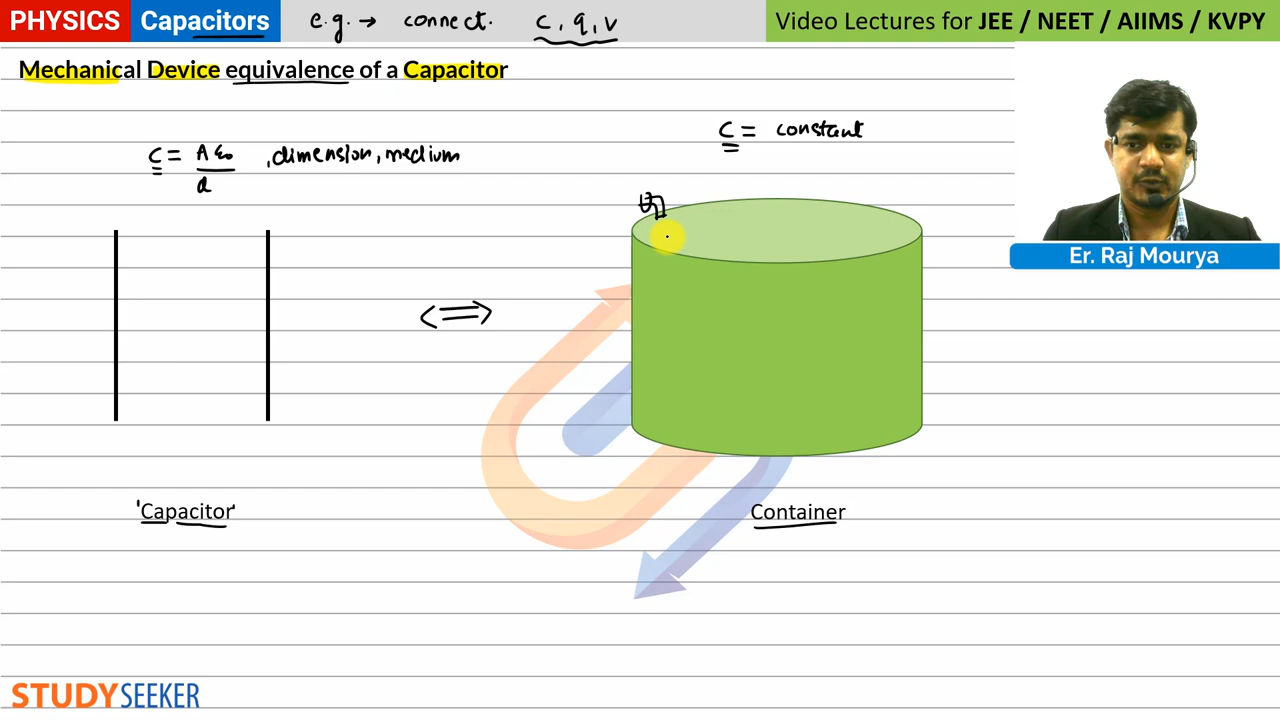 PHYSICS Capacitors e.g. → connect. C, q, v Video Lectures for JEE / NEET / AIIMS / KVPY
Mechanical Device equivalence of a Capacitor
C = constant
C = Aε₀/d , dimension, medium
Er. Raj Mourya
⇔
'Capacitor' Container
STUDYSEEKER